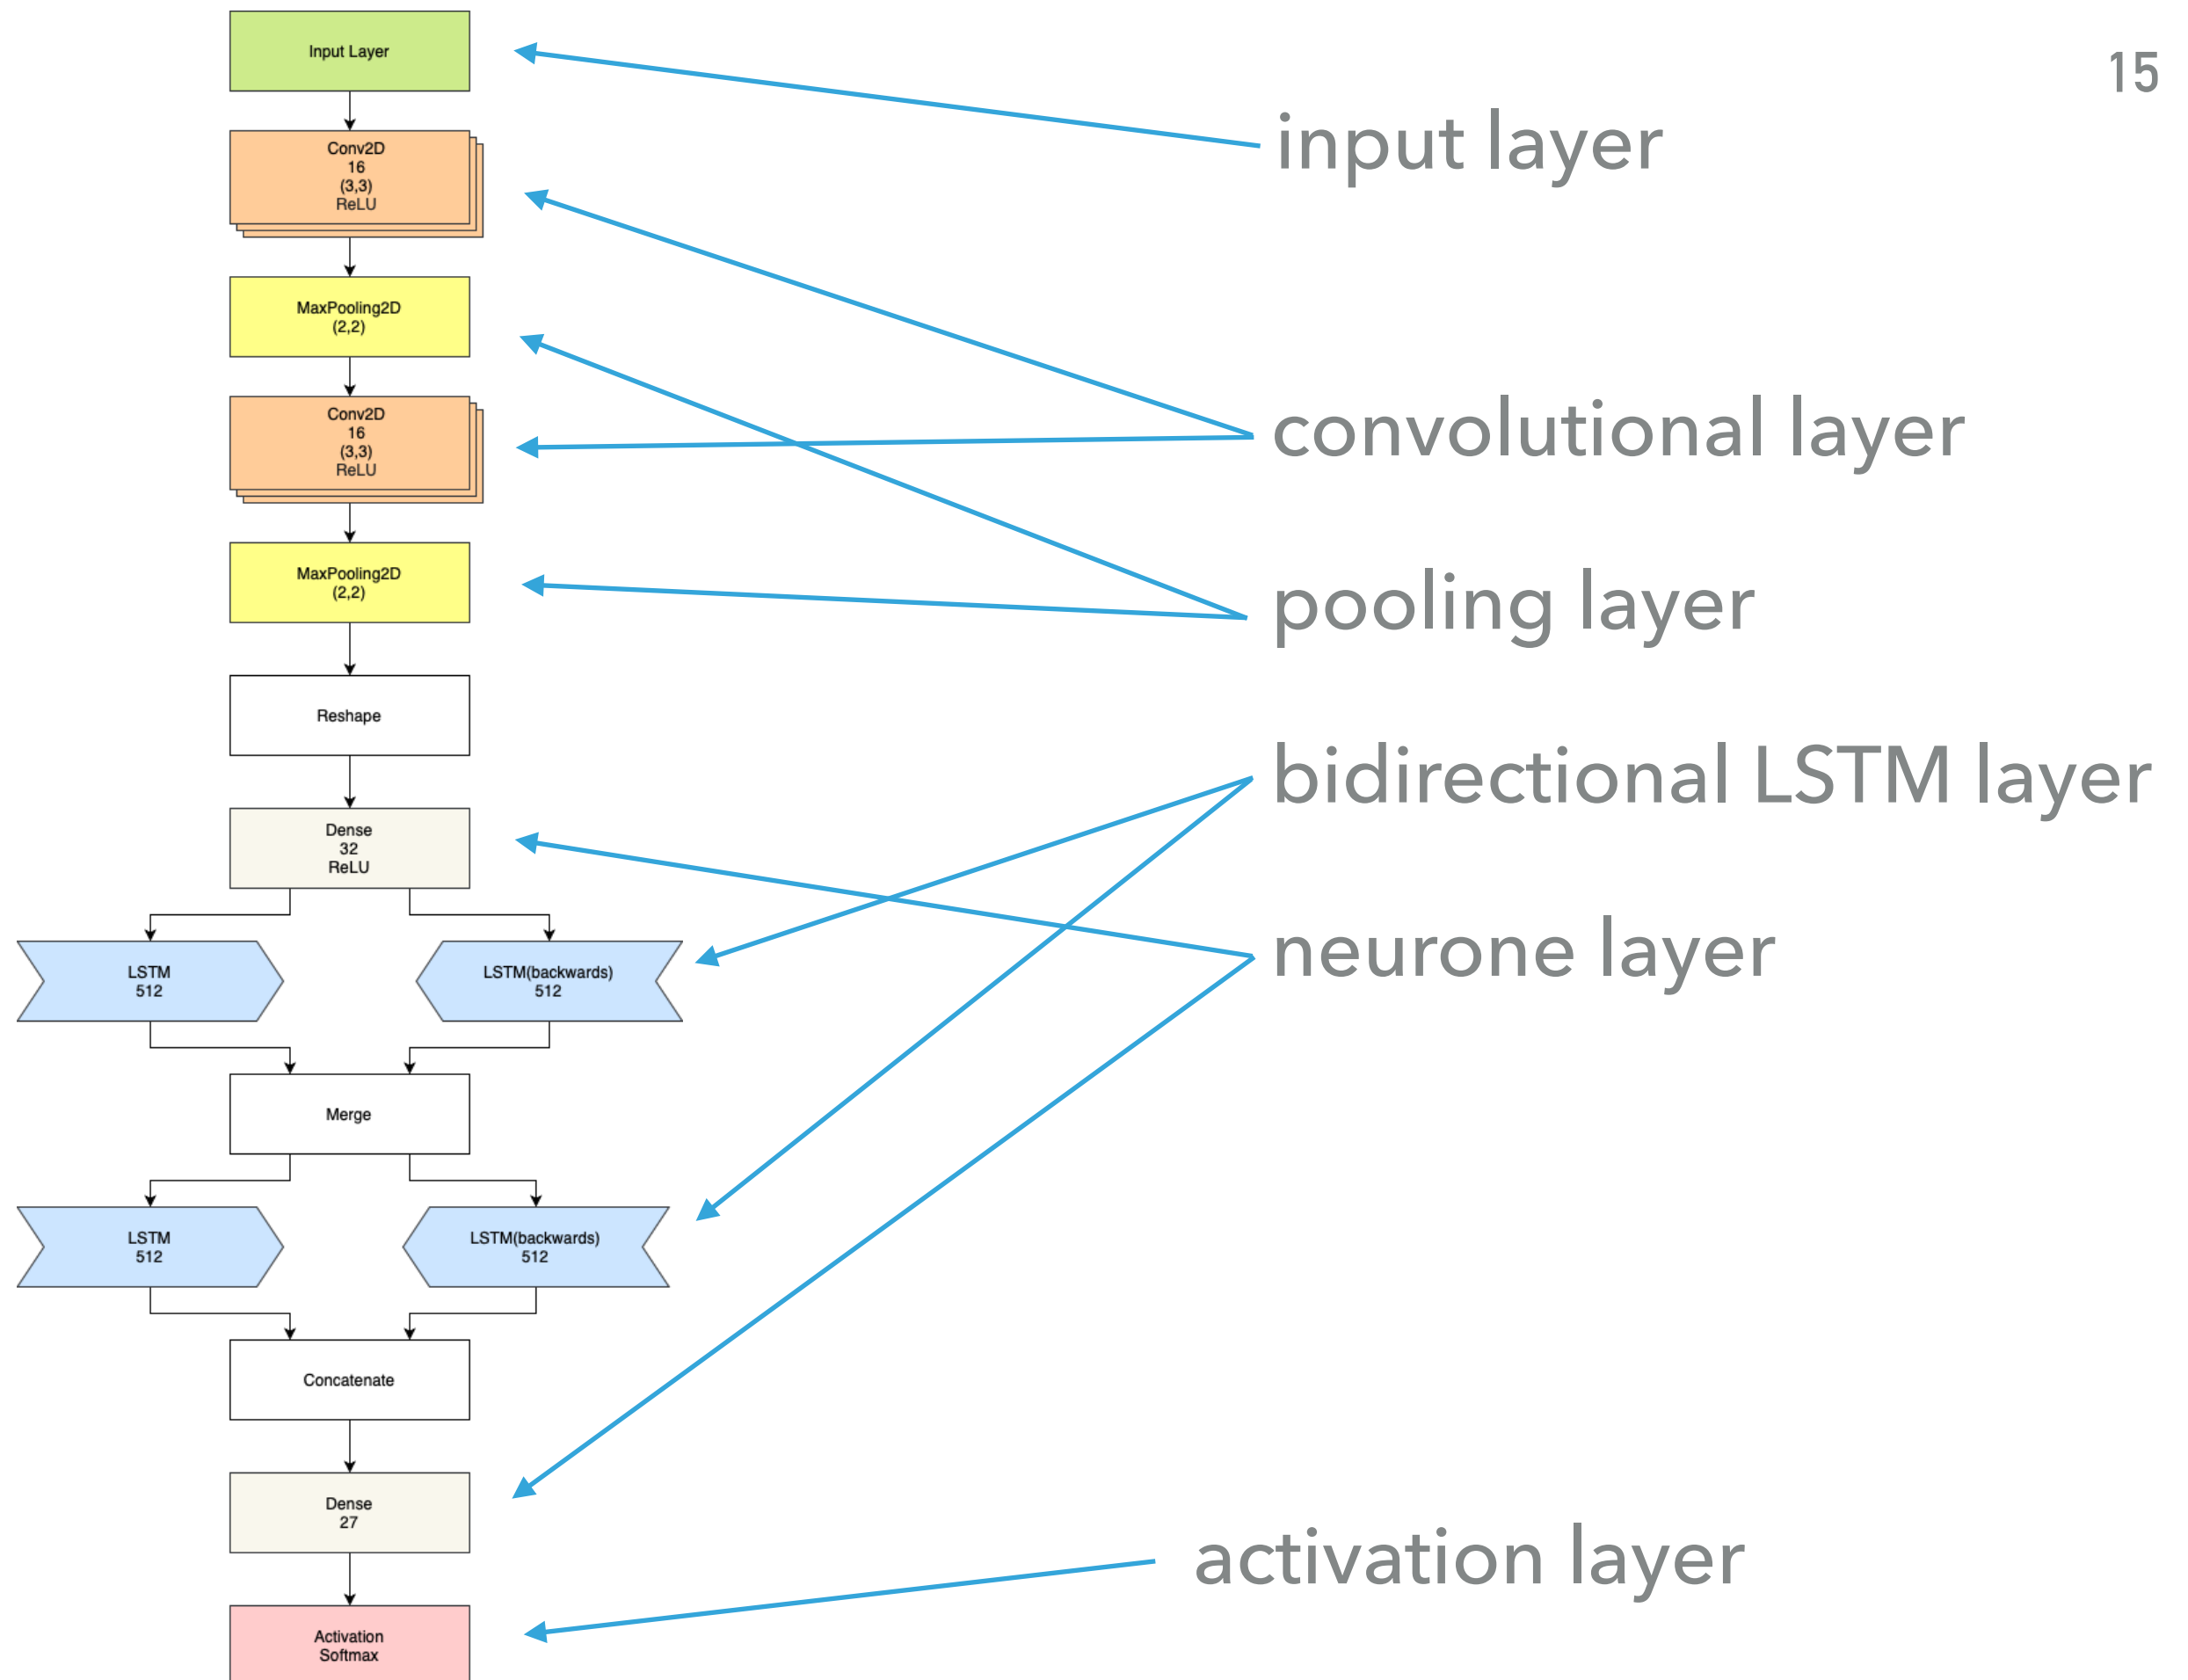 15
Input Layer
Conv2D
16
(3,3)
ReLU
MaxPooling2D
(2,2)
Conv2D
16
(3,3)
ReLU
MaxPooling2D
(2,2)
Reshape
Dense
32
ReLU
LSTM
512
LSTM(backwards)
512
Merge
LSTM
512
LSTM(backwards)
512
Concatenate
Dense
27
Activation
Softmax
input layer
convolutional layer
pooling layer
bidirectional LSTM layer
neurone layer
activation layer